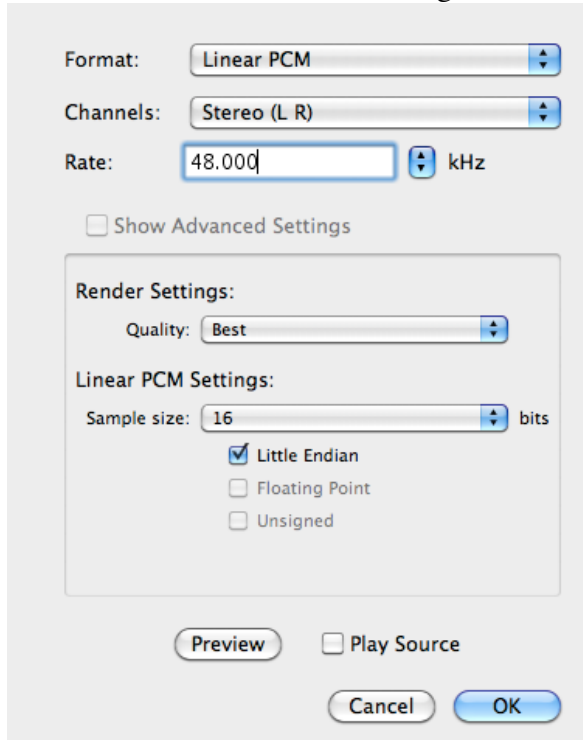 Format: Linear PCM
Channels: Stereo (L R)
Rate: 48.000 kHz
Show Advanced Settings
Render Settings:
Quality: Best
Linear PCM Settings:
Sample size: 16 bits
Little Endian
Floating Point
Unsigned
Preview Play Source
Cancel OK